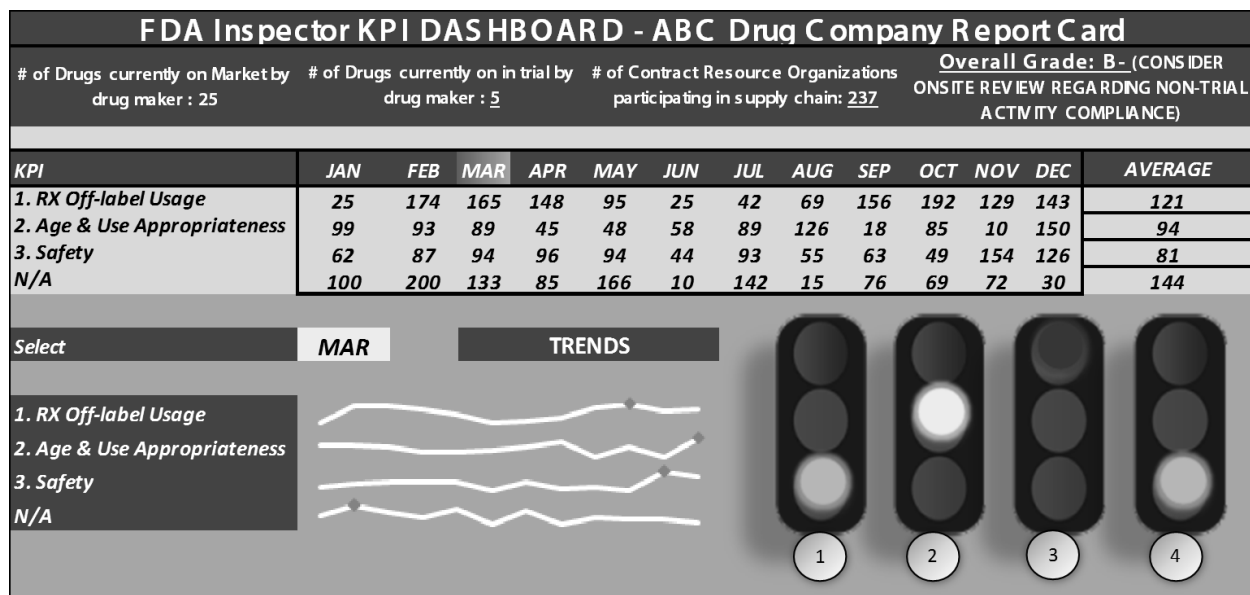 FDA Inspector KPI DASHBOARD - ABC Drug Company Report Card
# of Drugs currently on Market by drug maker : 25
# of Drugs currently on in trial by drug maker : 5
# of Contract Resource Organizations participating in supply chain: 237
Overall Grade: B- (CONSIDER ONSITE REVIEW REGARDING NON-TRIAL ACTIVITY COMPLIANCE)
KPI JAN FEB MAR APR MAY JUN JUL AUG SEP OCT NOV DEC AVERAGE
1. RX Off-label Usage 25 174 165 148 95 25 42 69 156 192 129 143 121
2. Age & Use Appropriateness 99 93 89 45 48 58 89 126 18 85 10 150 94
3. Safety 62 87 94 96 94 44 93 55 63 49 154 126 81
N/A 100 200 133 85 166 10 142 15 76 69 72 30 144
Select MAR TRENDS
1. RX Off-label Usage
2. Age & Use Appropriateness
3. Safety
N/A
1 2 3 4